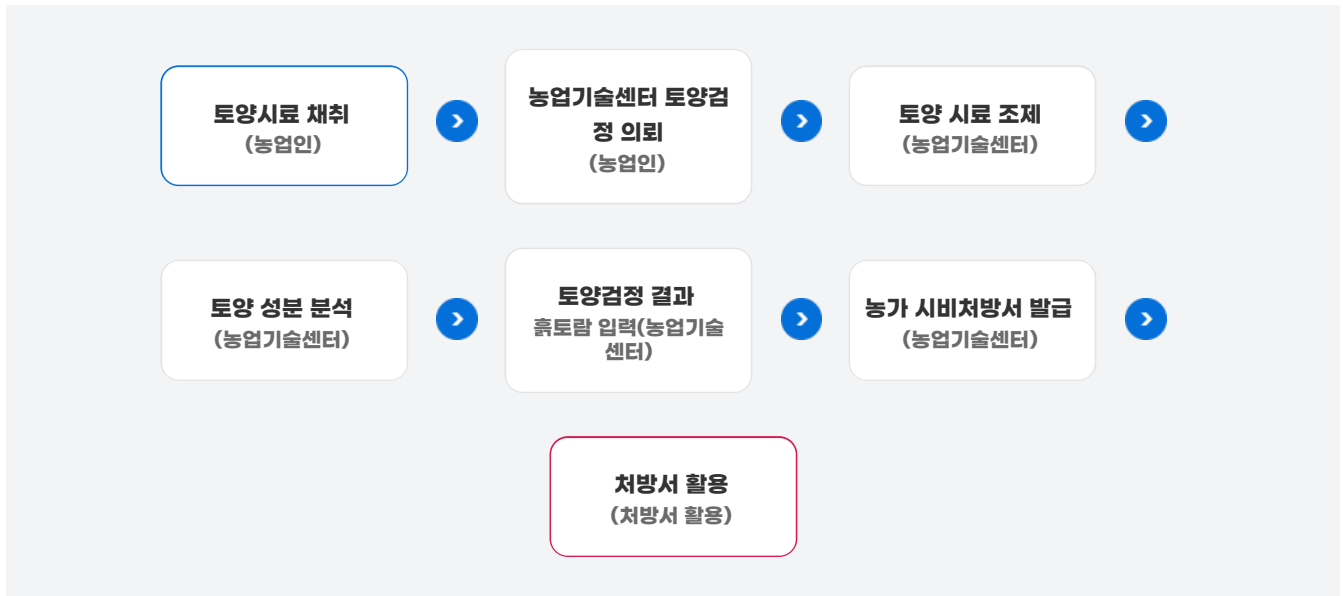 토양시료 채취
(농업인)
농업기술센터 토양검
정 의뢰
(농업인)
토양 시료 조제
(농업기술센터)
토양 성분 분석
(농업기술센터)
토양검정 결과
흙토람 입력(농업기술
센터)
농가 시비처방서 발급
(농업기술센터)
처방서 활용
(처방서 활용)